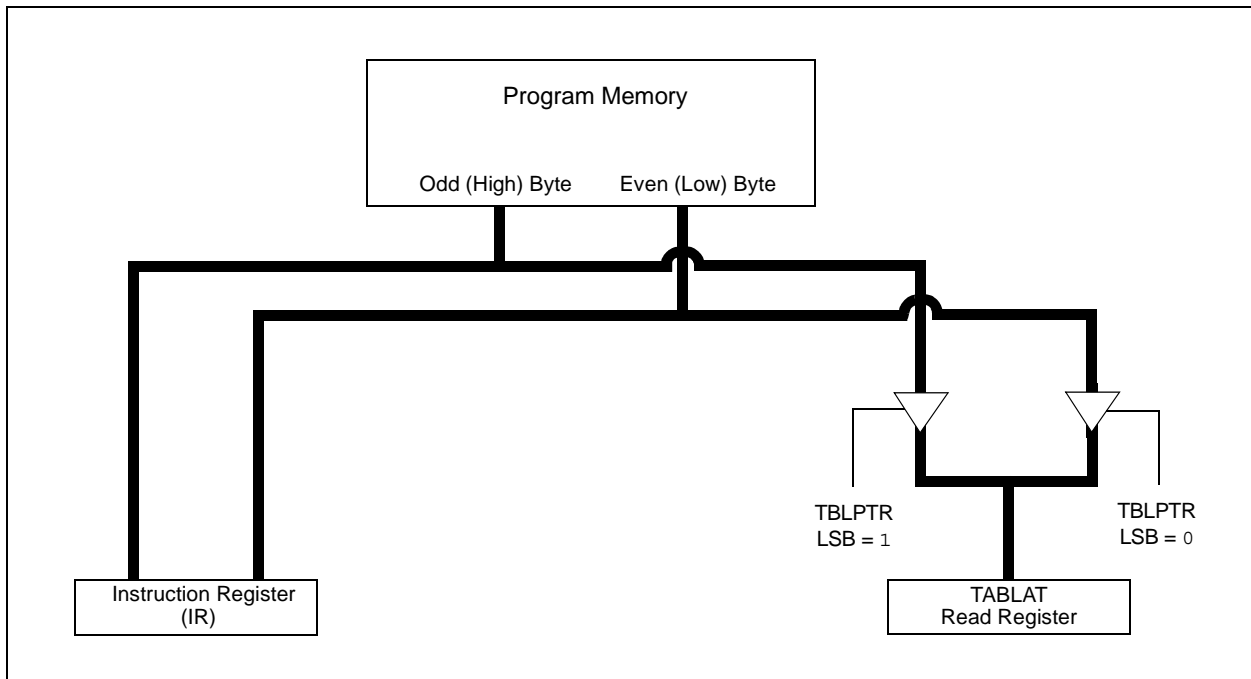 Program Memory
Odd (High) Byte
Even (Low) Byte
TBLPTR
LSB = 1
TBLPTR
LSB = 0
Instruction Register
(IR)
TABLAT
Read Register